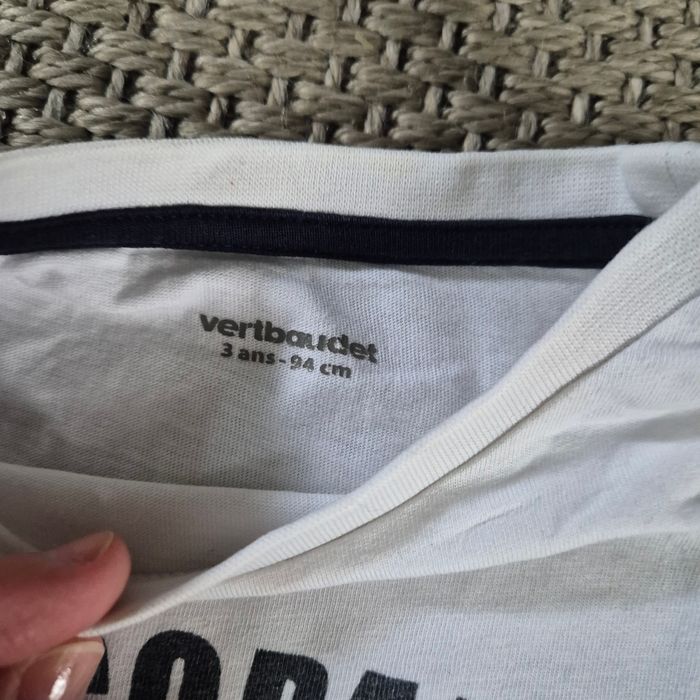 vertbaudet
3 ans - 94 cm